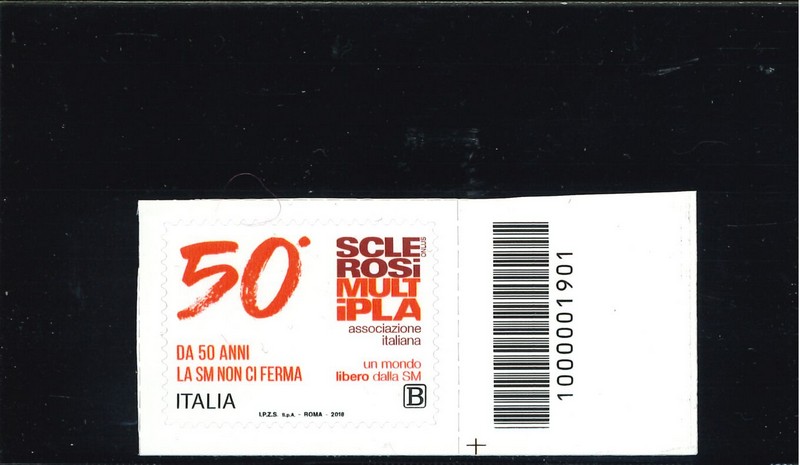 50°
DA 50 ANNI
LA SM NON CI FERMA
ITALIA
SCLE
ROSi
ONLUS
MULT
iPLA
associazione
italiana
un mondo
libero dalla SM
B
I.P.Z.S. S.p.A. - ROMA - 2018
1000001901